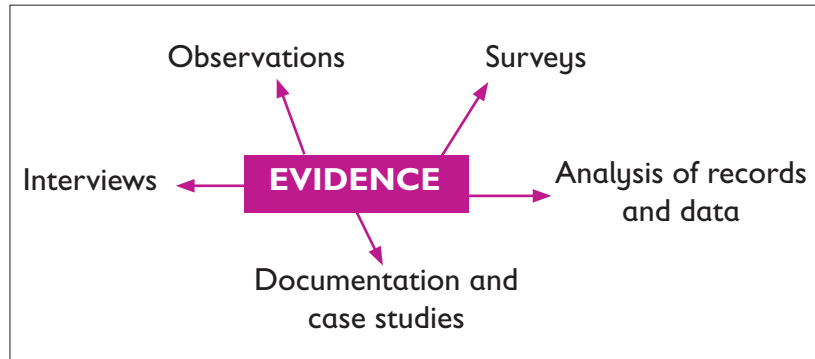 Observations
Surveys
Interviews
EVIDENCE
Analysis of records
and data
Documentation and
case studies